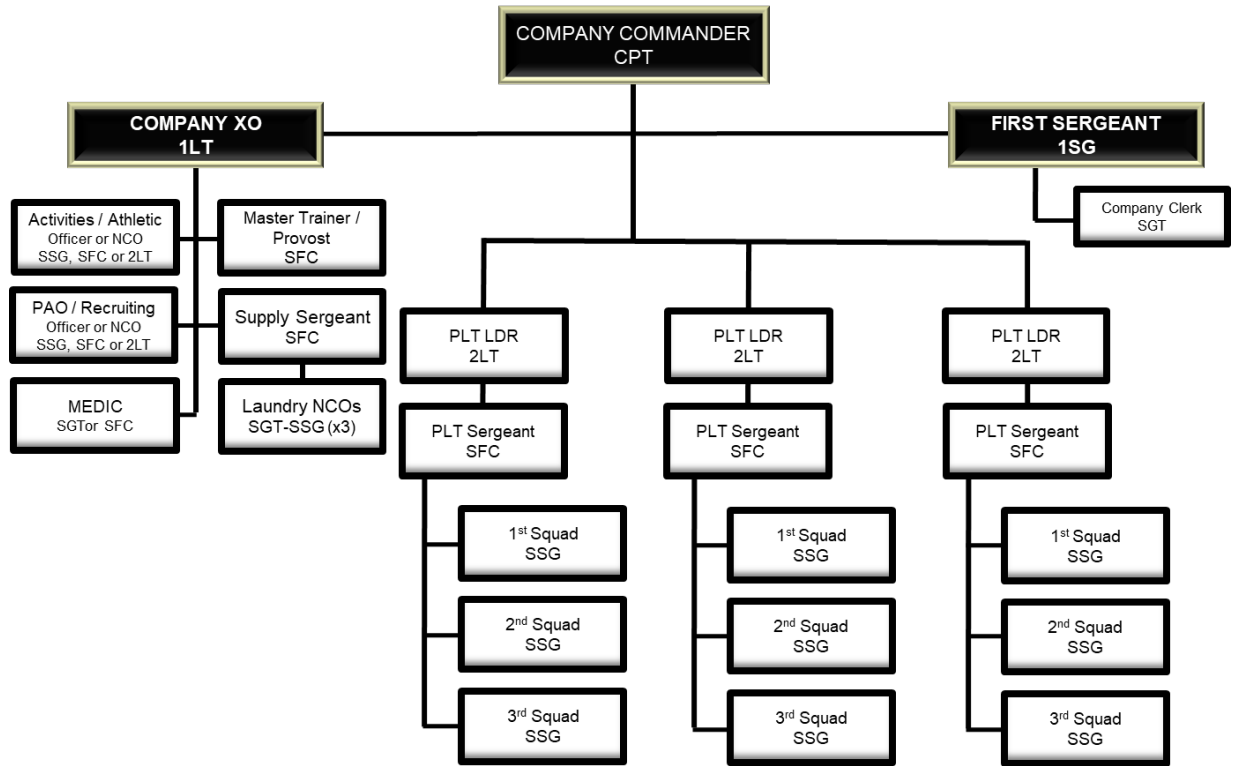 COMPANY COMMANDER
CPT
COMPANY XO
1LT
FIRST SERGEANT
1SG
Activities / Athletic
Officer or NCO
SSG, SFC or 2LT
Master Trainer /
Provost
SFC
Company Clerk
SGT
PAO / Recruiting
Officer or NCO
SSG, SFC or 2LT
Supply Sergeant
SFC
MEDIC
SGTor SFC
Laundry NCOs
SGT-SSG (x3)
PLT LDR
2LT
PLT LDR
2LT
PLT LDR
2LT
PLT Sergeant
SFC
PLT Sergeant
SFC
PLT Sergeant
SFC
1st Squad
SSG
1st Squad
SSG
1st Squad
SSG
2nd Squad
SSG
2nd Squad
SSG
2nd Squad
SSG
3rd Squad
SSG
3rd Squad
SSG
3rd Squad
SSG